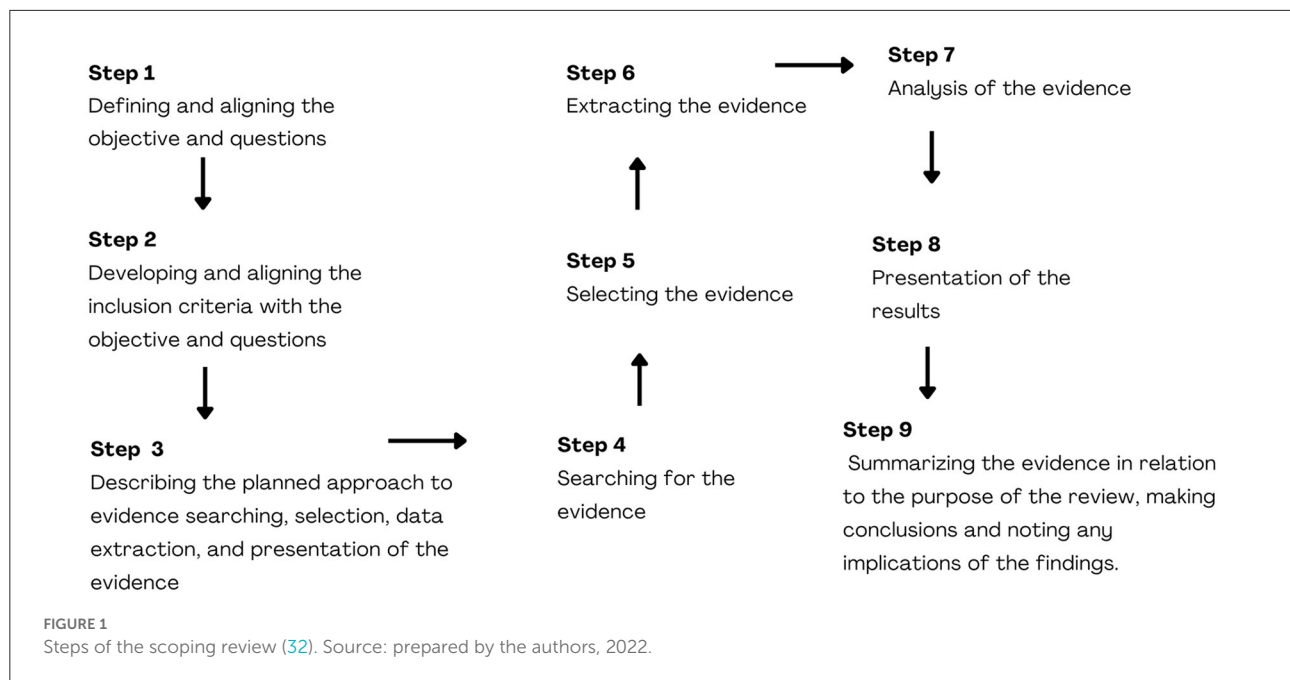 Step 1
Defining and aligning the
objective and questions
Step 2
Developing and aligning the
inclusion criteria with the
objective and questions
Step 3
Describing the planned approach to
evidence searching, selection, data
extraction, and presentation of the
evidence
Step 4
Searching for the
evidence
Step 5
Selecting the evidence
Step 6
Extracting the evidence
Step 7
Analysis of the evidence
Step 8
Presentation of the
results
Step 9
Summarizing the evidence in relation
to the purpose of the review, making
conclusions and noting any
implications of the findings.
FIGURE 1
Steps of the scoping review (32). Source: prepared by the authors, 2022.